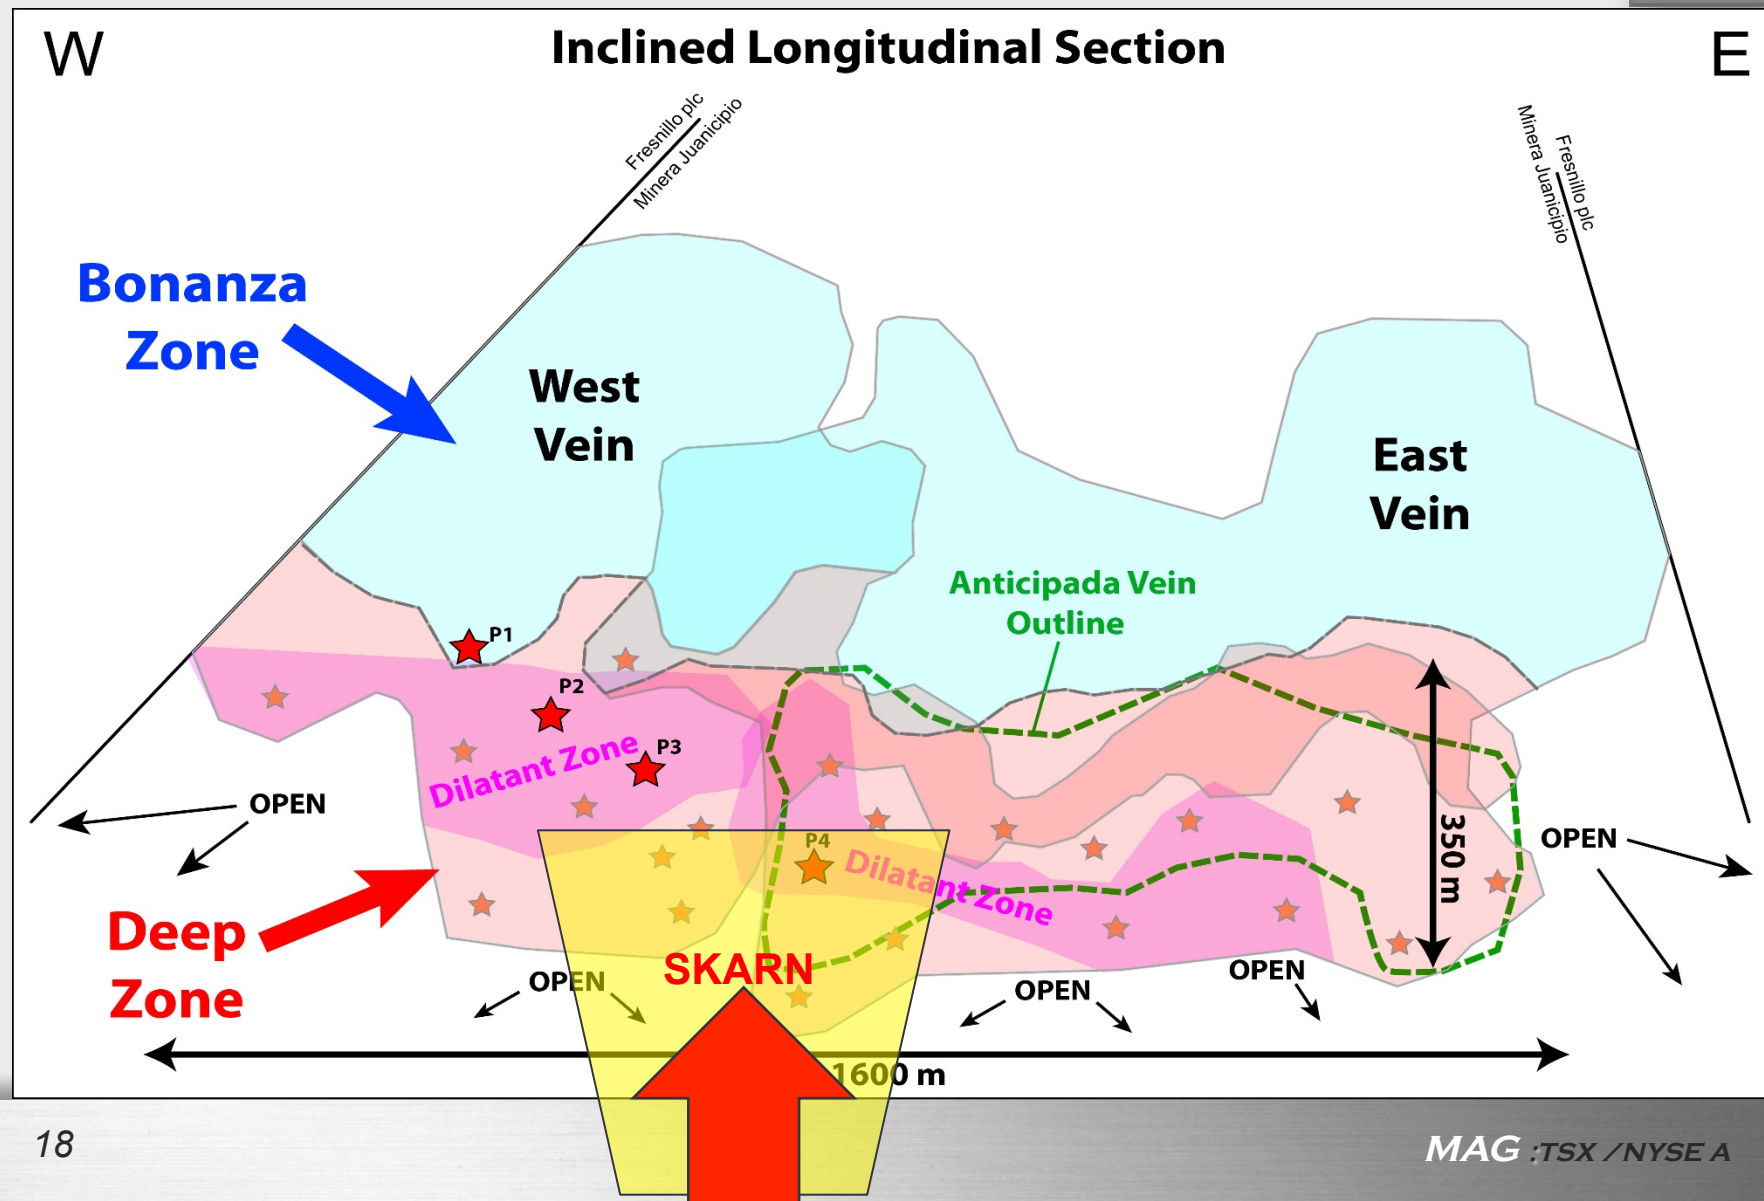 W
Inclined Longitudinal Section
E
Fresnillo plc
Minera Juanicipio
Minera Juanicipio
Fresnillo plc
Bonanza
Zone
West
Vein
East
Vein
Anticipada Vein
Outline
P1
P2
P3
Dilatant Zone
OPEN
P4
Dilatant Zone
350 m
OPEN
Deep
Zone
OPEN
SKARN
OPEN
OPEN
1600 m
18
MAG :TSX / NYSE A